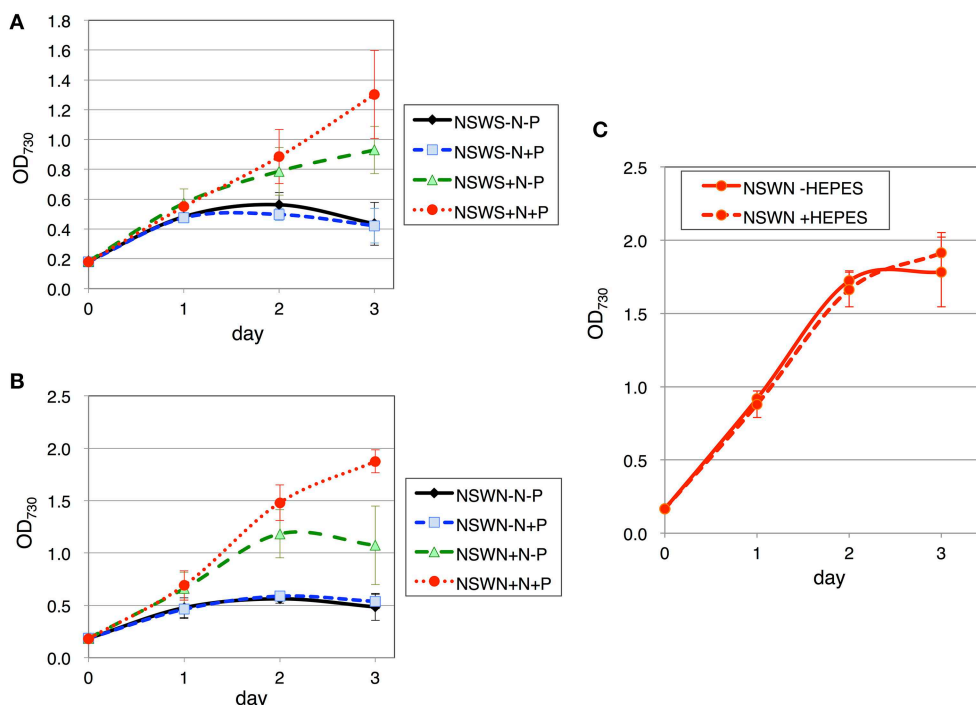 A
1.8
1.6
1.4
1.2
1.0
0.8
0.6
0.4
0.2
0.0
OD730
0 1 2 3
day
NSWS-N-P
NSWS-N+P
NSWS+N-P
NSWS+N+P
B
2.5
2.0
1.5
1.0
0.5
0.0
OD730
0 1 2 3
day
NSWN-N-P
NSWN-N+P
NSWN+N-P
NSWN+N+P
C
2.5
2.0
1.5
1.0
0.5
0.0
OD730
NSWN -HEPES
NSWN +HEPES
0 1 2 3
day